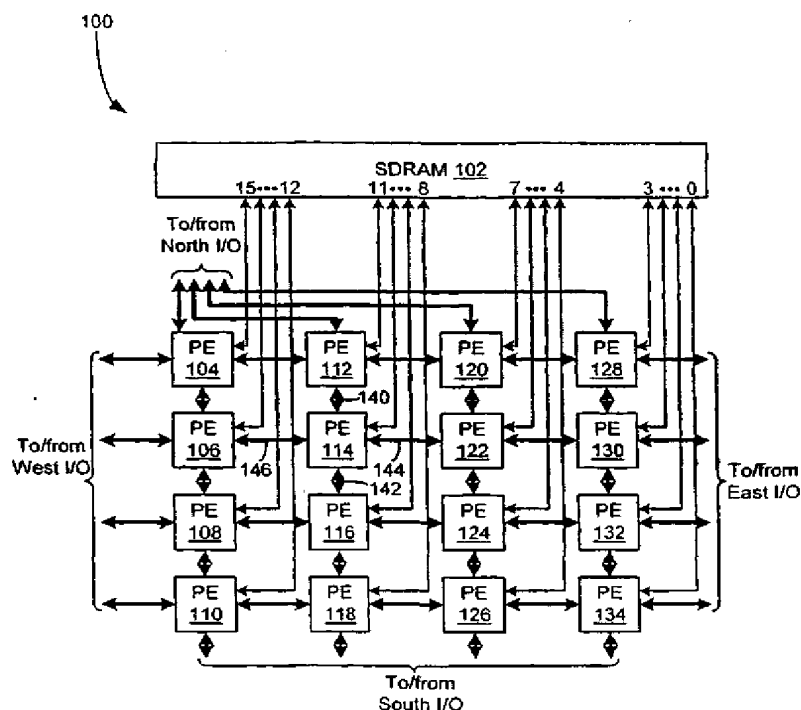 100
SDRAM 102
15•••12 11••• 8 7 ••• 4 3 ••• 0
To/from
North I/O
PE
104
PE
112
PE
120
PE
128
140
PE
106
PE
114
PE
122
PE
130
146
144
142
To/from
West I/O
To/from
East I/O
PE
108
PE
116
PE
124
PE
132
PE
110
PE
118
PE
126
PE
134
To/from
South I/O